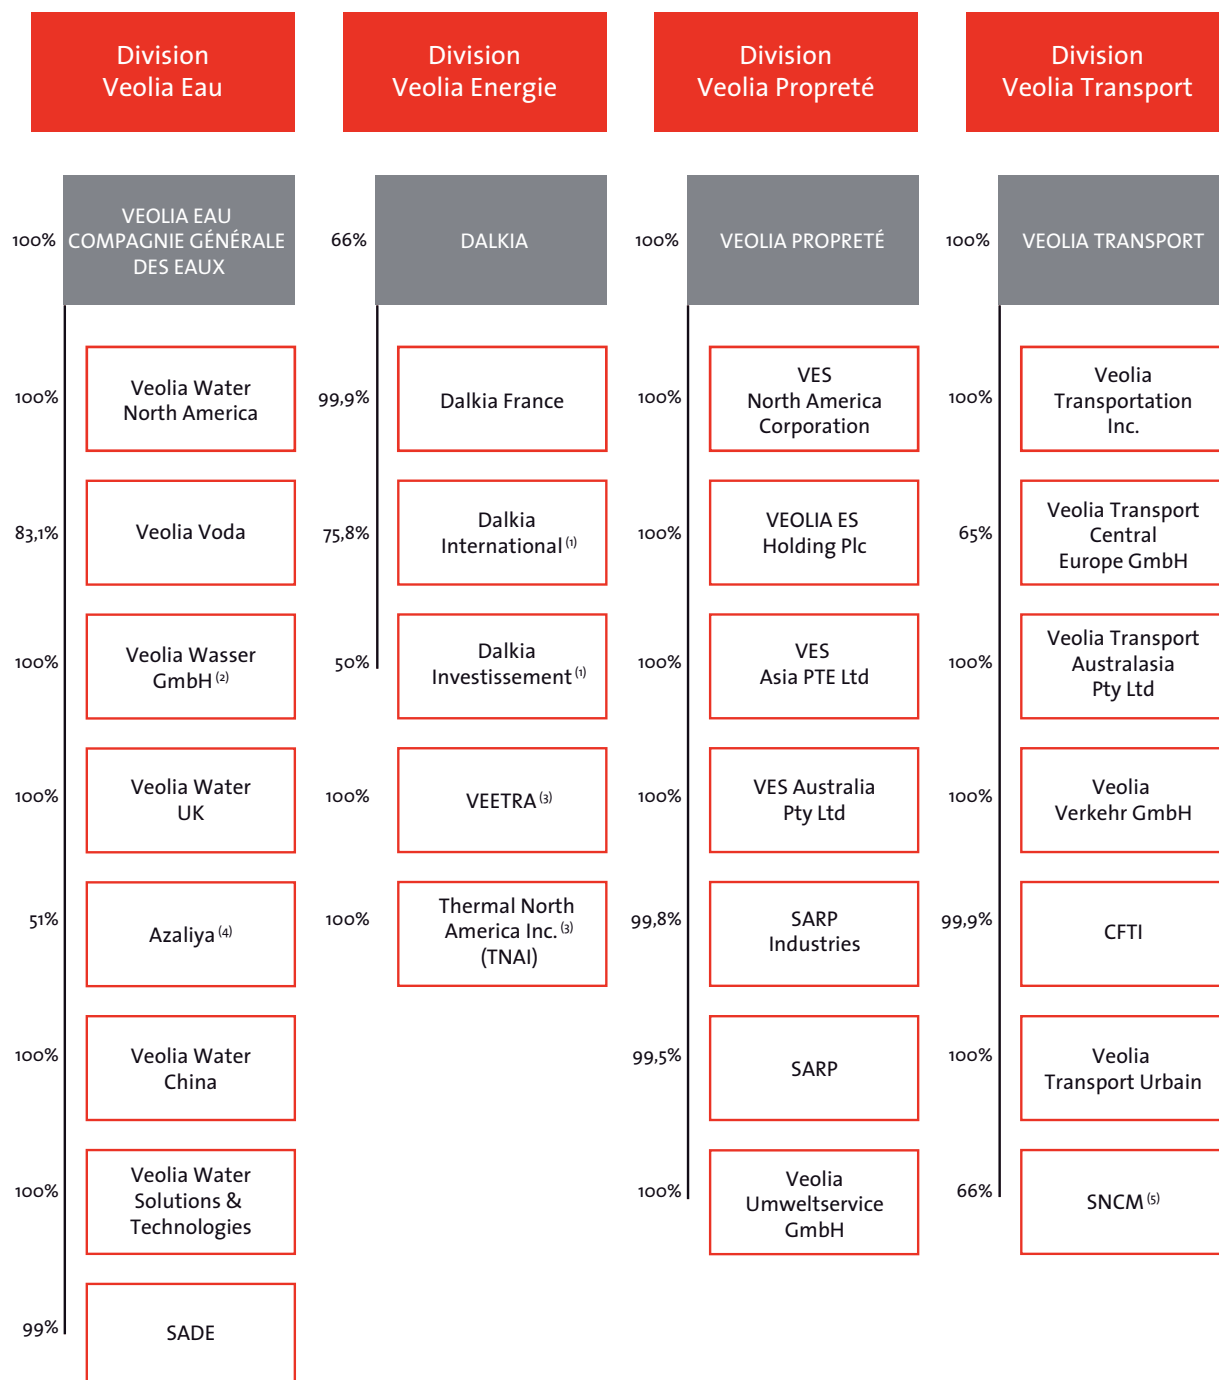 Division
Veolia Eau
Division
Veolia Energie
Division
Veolia Propreté
Division
Veolia Transport
100%
VEOLIA EAU
COMPAGNIE GÉNÉRALE
DES EAUX
66%
DALKIA
100%
VEOLIA PROPRETÉ
100%
VEOLIA TRANSPORT
100%
Veolia Water
North America
99,9%
Dalkia France
100%
VES
North America
Corporation
100%
Veolia
Transportation
Inc.
83,1%
Veolia Voda
75,8%
Dalkia
International (1)
100%
VEOLIA ES
Holding Plc
65%
Veolia Transport
Central
Europe GmbH
100%
Veolia Wasser
GmbH (2)
50%
Dalkia
Investissement (1)
100%
VES
Asia PTE Ltd
100%
Veolia Transport
Australasia
Pty Ltd
100%
Veolia Water
UK
100%
VEETRA (3)
100%
VES Australia
Pty Ltd
100%
Veolia
Verkehr GmbH
51%
Azaliya (4)
100%
Thermal North
America Inc. (3)
(TNAI)
99,8%
SARP
Industries
99,9%
CFTI
100%
Veolia Water
China
99,5%
SARP
100%
Veolia
Transport Urbain
100%
Veolia Water
Solutions &
Technologies
100%
Veolia
Umweltservice
GmbH
66%
SNCM (5)
99%
SADE